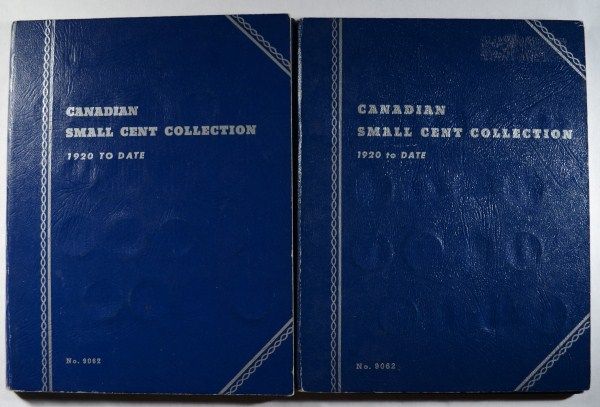 CANADIAN
SMALL CENT COLLECTION
1920 TO DATE
No. 9062
CANADIAN
SMALL CENT COLLECTION
1920 to DATE
No. 9062